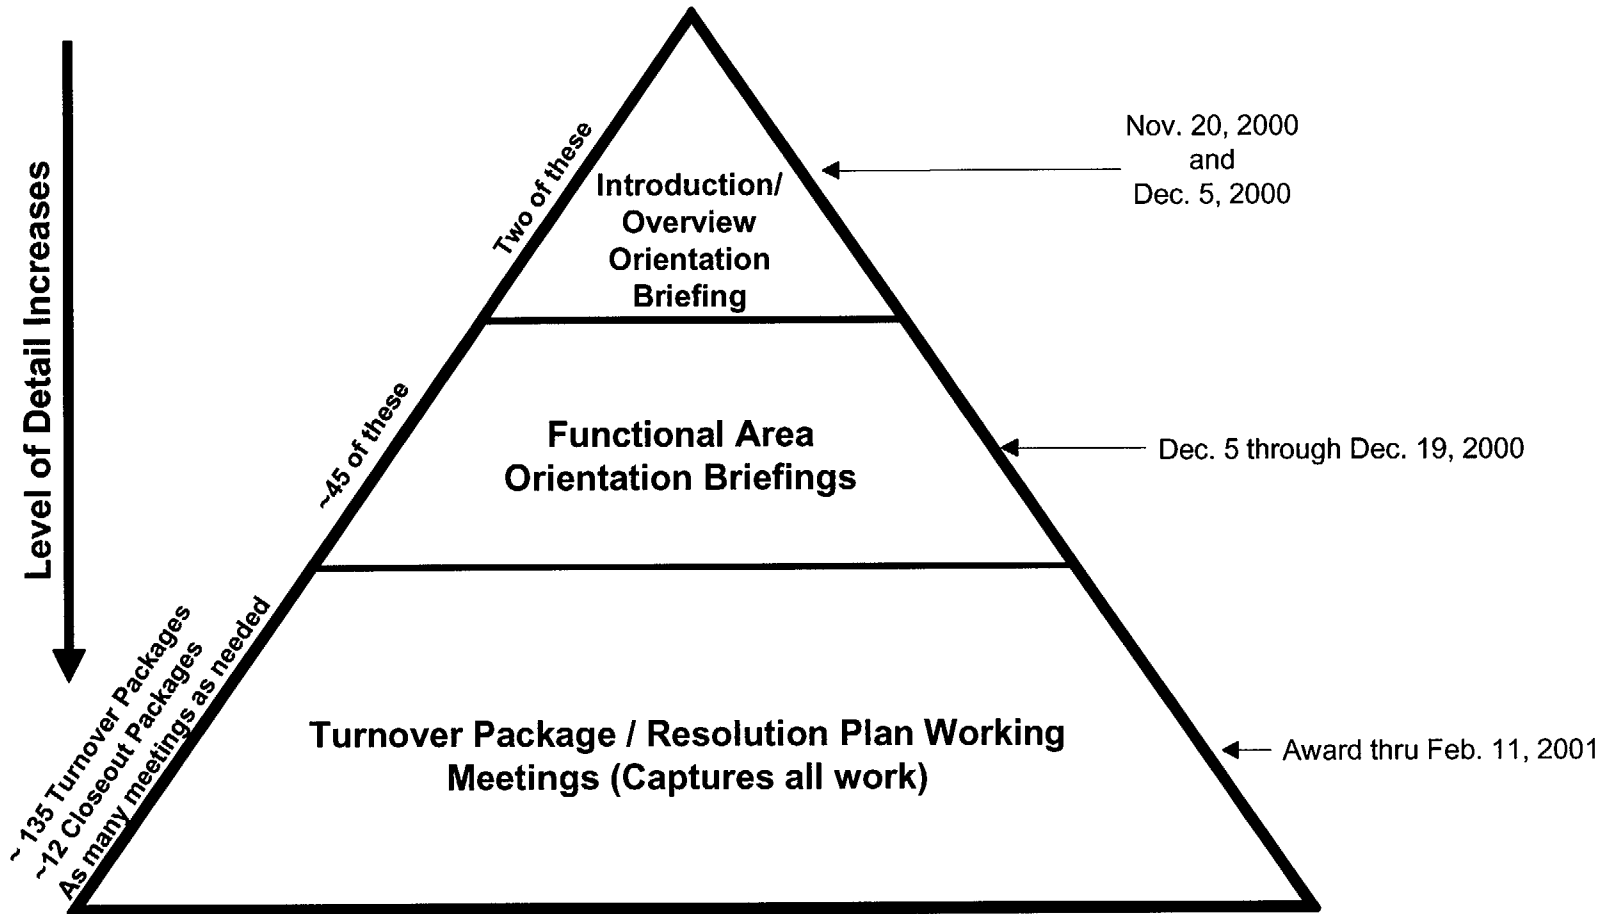 Level of Detail Increases
Two of these
Introduction/
Overview
Orientation
Briefing
Nov. 20, 2000
and
Dec. 5, 2000
~45 of these
Functional Area
Orientation Briefings
Dec. 5 through Dec. 19, 2000
~ 135 Turnover Packages
~12 Closeout Packages
As many meetings as needed
Turnover Package / Resolution Plan Working
Meetings (Captures all work)
Award thru Feb. 11, 2001